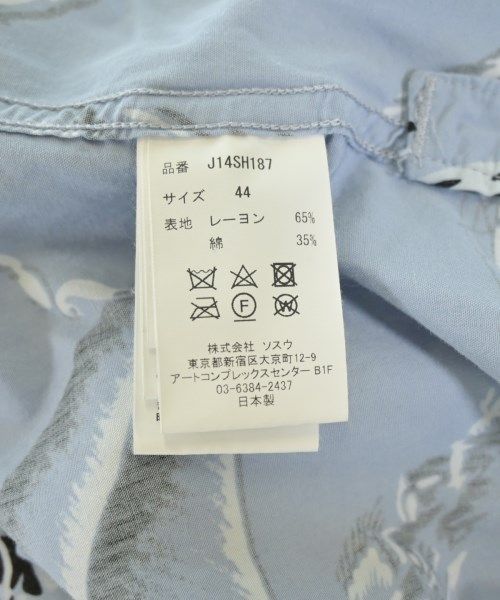 品番 J14SH187
サイズ 44
表地 レーヨン 65%
綿 35%
F W
株式会社 ソスウ
東京都新宿区大京町12-9
アートコンプレックスセンター B1F
03-6384-2437
日本製